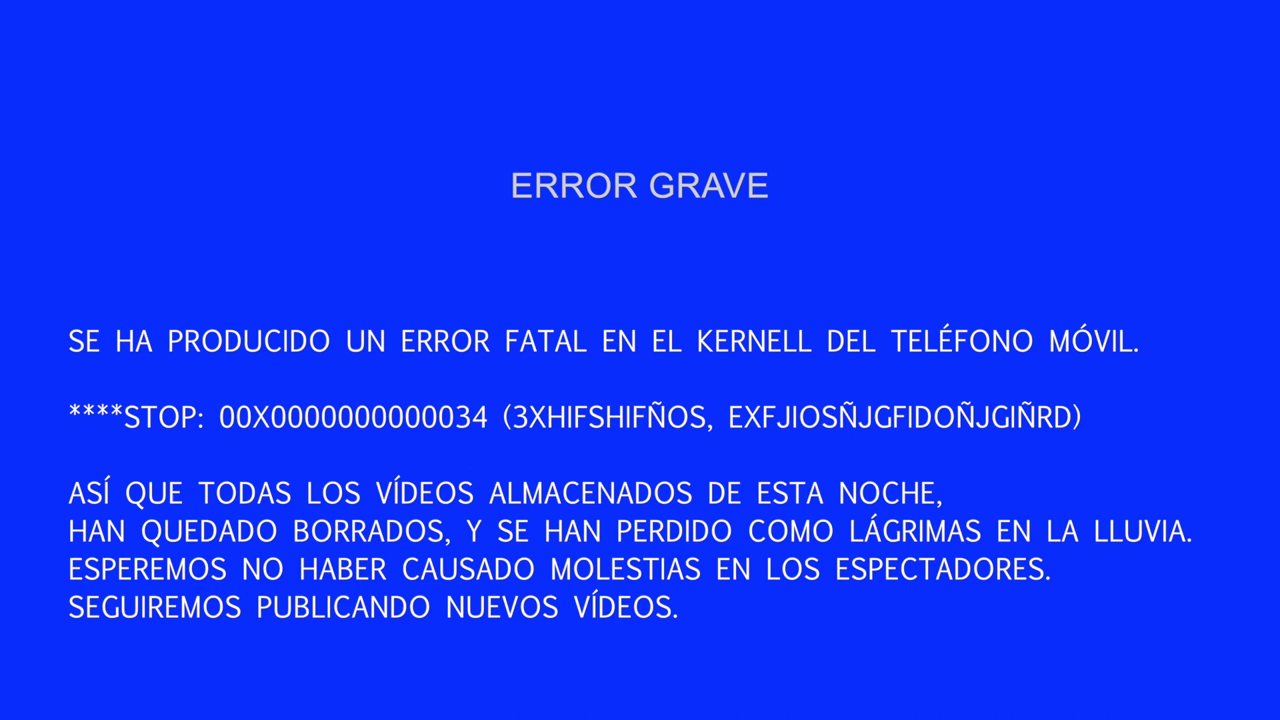 ERROR GRAVE
SE HA PRODUCIDO UN ERROR FATAL EN EL KERNELL DEL TELÉFONO MÓVIL.
****STOP: 00X0000000000034 (3XHIFSHIFÑOS, EXFJIOSÑJGFIDOÑJGIÑRD)
ASÍ QUE TODAS LOS VÍDEOS ALMACENADOS DE ESTA NOCHE,
HAN QUEDADO BORRADOS, Y SE HAN PERDIDO COMO LÁGRIMAS EN LA LLUVIA.
ESPEREMOS NO HABER CAUSADO MOLESTIAS EN LOS ESPECTADORES.
SEGUIREMOS PUBLICANDO NUEVOS VÍDEOS.